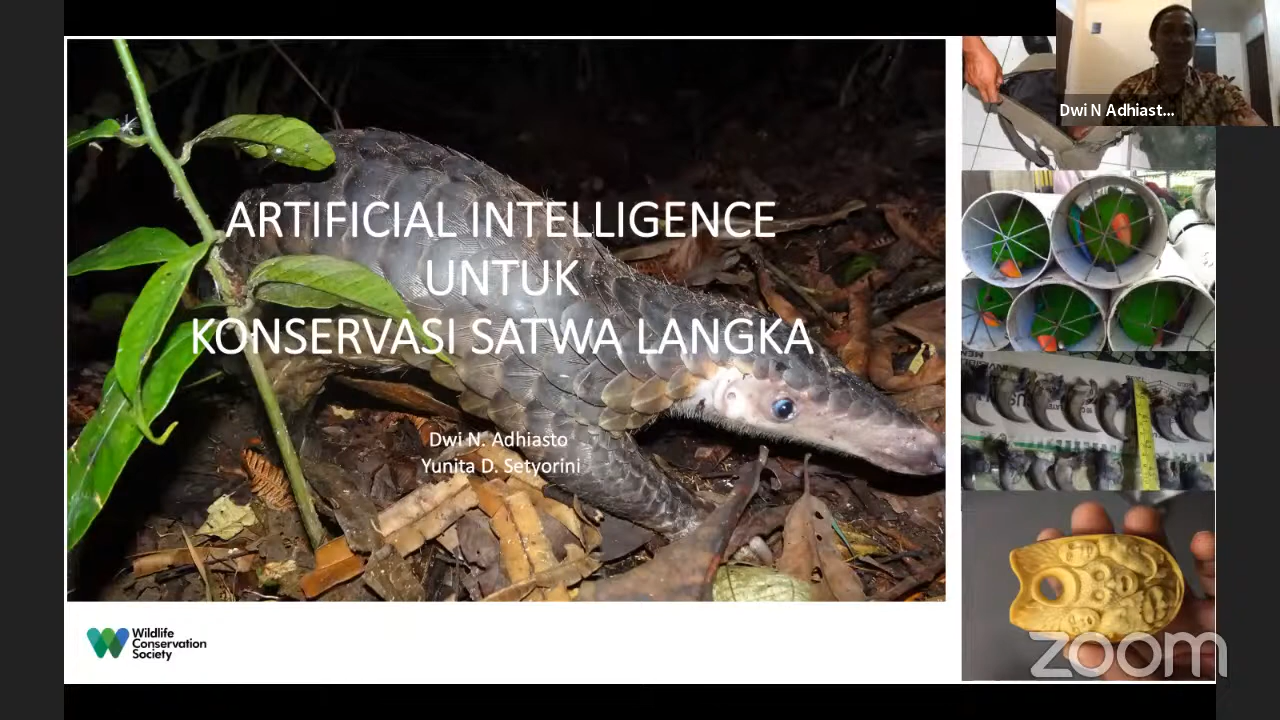 ARTIFICIAL INTELLIGENCE
UNTUK
KONSERVASI SATWA LANGKA
Dwi N. Adhiasto
Yunita D. Setyorini
Wildlife
Conservation
Society
Dwi N Adhiast...
zoom